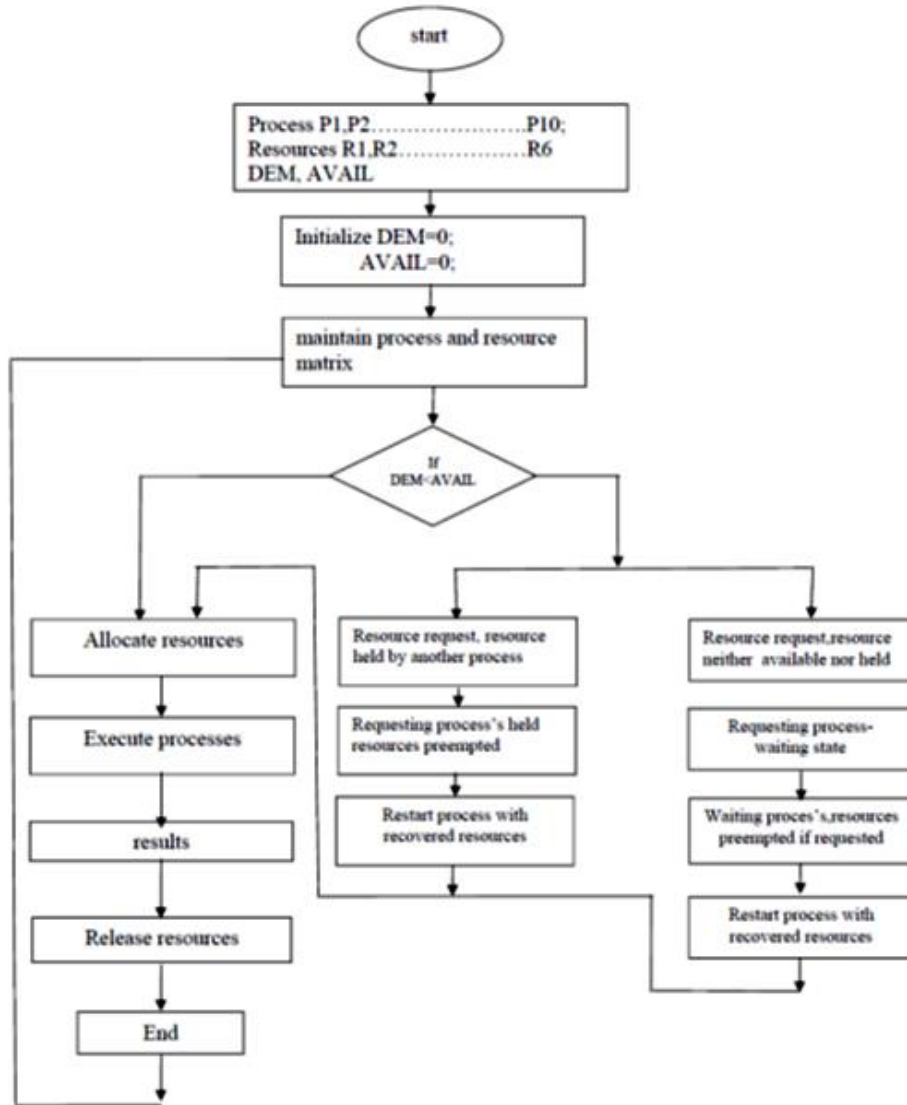 start
Process P1,P2.......................P10;
Resources R1,R2...................R6
DEM, AVAIL
Initialize DEM=0;
AVAIL=0;
maintain process and resource
matrix
If
DEM<AVAIL
Allocate resources
Execute processes
results
Release resources
End
Resource request, resource
held by another process
Requesting process's held
resources preempted
Restart process with
recovered resources
Resource request,resource
neither available nor held
Requesting process-
waiting state
Waiting proces's,resources
preempted if requested
Restart process with
recovered resources